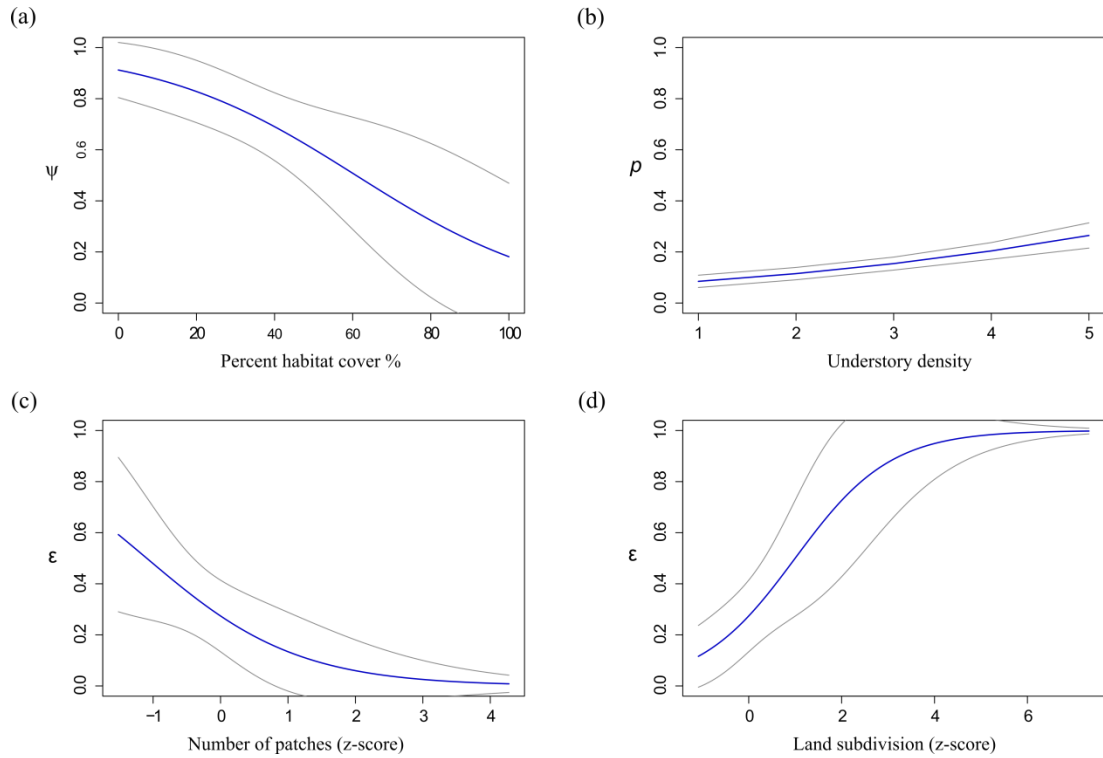 (a)
1.0
0.8
0.6
0.4
0.2
0.0
ψ
0 20 40 60 80 100
Percent habitat cover %
(b)
1.0
0.8
0.6
0.4
0.2
0.0
p
1 2 3 4 5
Understory density
(c)
1.0
0.8
0.6
0.4
0.2
0.0
ε
−1 0 1 2 3 4
Number of patches (z-score)
(d)
1.0
0.8
0.6
0.4
0.2
0.0
ε
0 2 4 6
Land subdivision (z-score)